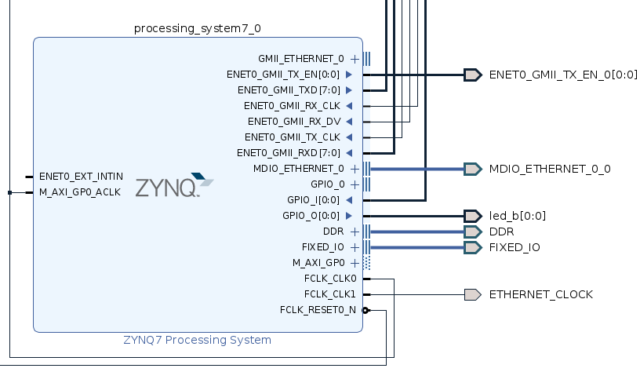 processing_system7_0
GMII_ETHERNET_0
ENET0_GMII_TX_EN[0:0]
ENET0_GMII_TX_EN_0[0:0]
ENET0_GMII_TXD[7:0]
ENET0_GMII_RX_CLK
ENET0_GMII_RX_DV
ENET0_GMII_TX_CLK
ENET0_GMII_RXD[7:0]
MDIO_ETHERNET_0
MDIO_ETHERNET_0_0
ENET0_EXT_INTIN
GPIO_0
M_AXI_GP0_ACLK
ZYNQ
GPIO_I[0:0]
GPIO_O[0:0]
led_b[0:0]
DDR
DDR
FIXED_IO
FIXED_IO
M_AXI_GP0
FCLK_CLK0
FCLK_CLK1
ETHERNET_CLOCK
FCLK_RESET0_N
ZYNQ7 Processing System